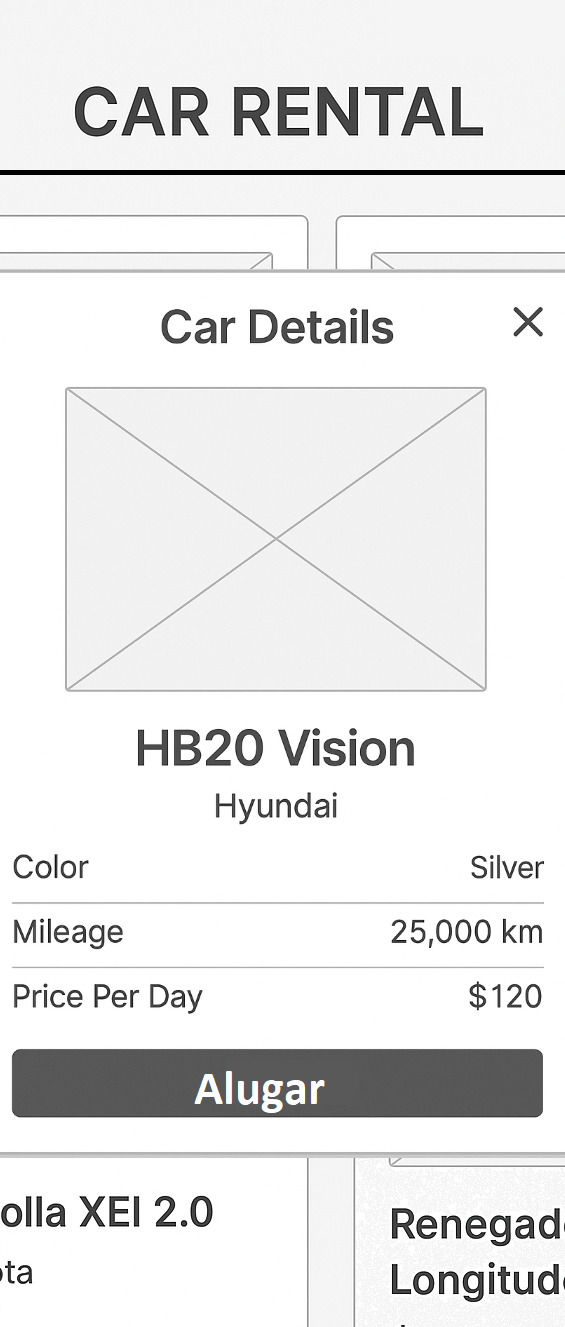 CAR RENTAL
Car Details
HB20 Vision
Hyundai
Color Silver
Mileage 25,000 km
Price Per Day $120
Alugar
olla XEI 2.0
ota
Renegad
Longitud